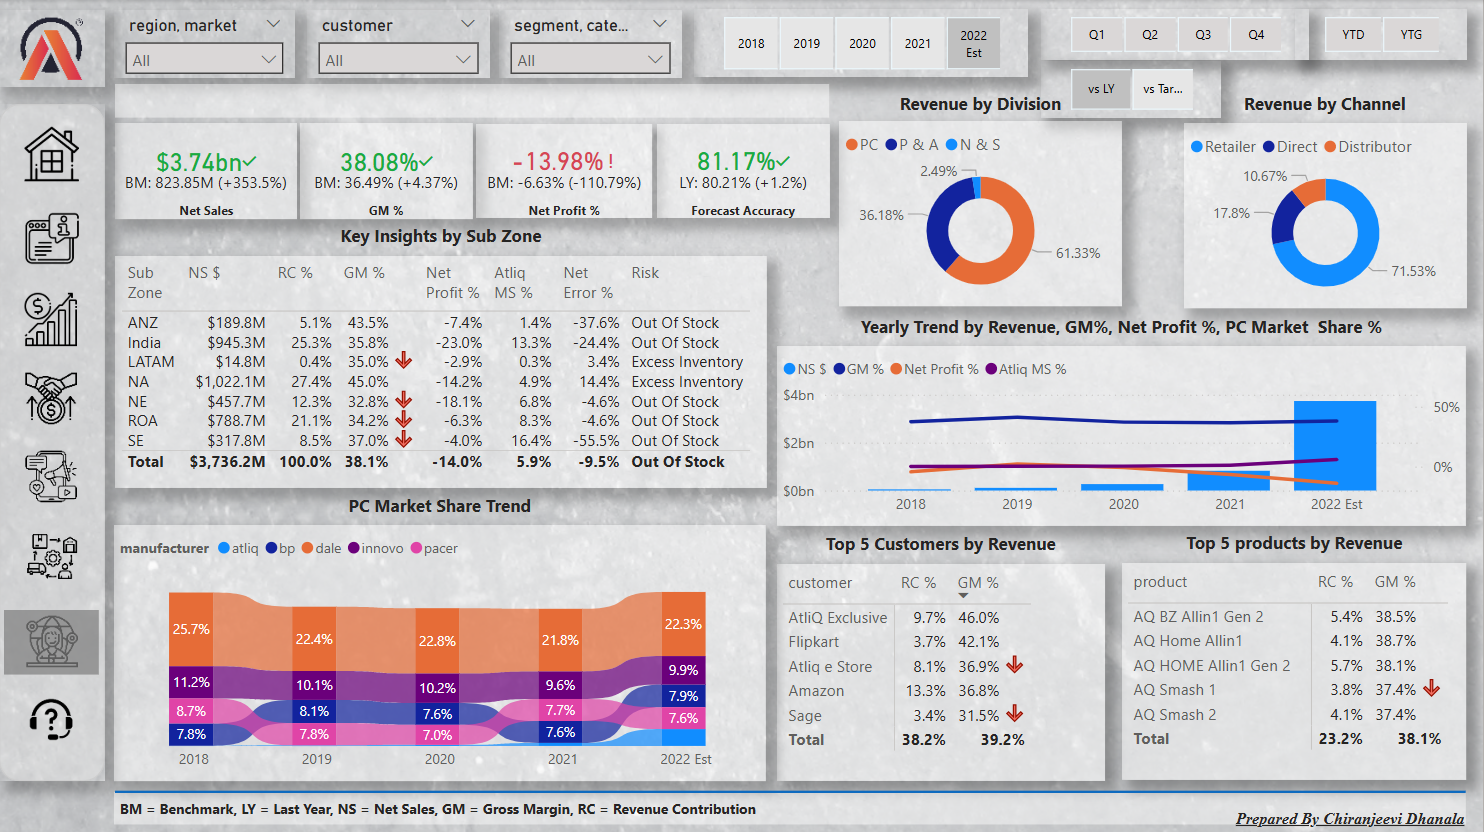 region, market
All
customer
All
segment, cate...
All
2018
2019
2020
2021
2022 Est
Q1
Q2
Q3
Q4
YTD
YTG
vs LY
vs Tar...
$3.74bn
BM: 823.85M (+353.5%)
Net Sales
38.08%
BM: 36.49% (+4.37%)
GM %
-13.98% !
BM: -6.63% (-110.79%)
Net Profit %
81.17%
LY: 80.21% (+1.2%)
Forecast Accuracy
Revenue by Division
PC P & A N & S
2.49%
36.18%
61.33%
Revenue by Channel
Retailer Direct Distributor
10.67%
17.8%
71.53%
Key Insights by Sub Zone
Sub Zone NS $ RC % GM % Net Profit % Atliq MS % Net Error % Risk
ANZ $189.8M 5.1% 43.5% -7.4% 1.4% -37.6% Out Of Stock
India $945.3M 25.3% 35.8% -23.0% 13.3% -24.4% Out Of Stock
LATAM $14.8M 0.4% 35.0% -2.9% 0.3% 3.4% Excess Inventory
NA $1,022.1M 27.4% 45.0% -14.2% 4.9% 14.4% Excess Inventory
NE $457.7M 12.3% 32.8% -18.1% 6.8% -4.6% Out Of Stock
ROA $788.7M 21.1% 34.2% -6.3% 8.3% -4.6% Out Of Stock
SE $317.8M 8.5% 37.0% -4.0% 16.4% -55.5% Out Of Stock
Total $3,736.2M 100.0% 38.1% -14.0% 5.9% -9.5% Out Of Stock
Yearly Trend by Revenue, GM%, Net Profit %, PC Market Share %
NS $ GM % Net Profit % Atliq MS %
$4bn
50%
$2bn
0%
$0bn
2018 2019 2020 2021 2022 Est
PC Market Share Trend
manufacturer atliq bp dale innovo pacer
25.7% 22.4% 22.8% 21.8% 22.3%
11.2% 10.1% 10.2% 9.6% 9.9%
8.7% 8.1% 7.6% 7.7% 7.9%
7.8% 7.8% 7.0% 7.6% 7.6%
2018 2019 2020 2021 2022 Est
Top 5 Customers by Revenue
customer RC % GM %
AtliQ Exclusive 9.7% 46.0%
Flipkart 3.7% 42.1%
Atliq e Store 8.1% 36.9%
Amazon 13.3% 36.8%
Sage 3.4% 31.5%
Total 38.2% 39.2%
Top 5 products by Revenue
product RC % GM %
AQ BZ Allin1 Gen 2 5.4% 38.5%
AQ Home Allin1 4.1% 38.7%
AQ HOME Allin1 Gen 2 5.7% 38.1%
AQ Smash 1 3.8% 37.4%
AQ Smash 2 4.1% 37.4%
Total 23.2% 38.1%
BM = Benchmark, LY = Last Year, NS = Net Sales, GM = Gross Margin, RC = Revenue Contribution
Prepared By Chiranjeevi Dhanala